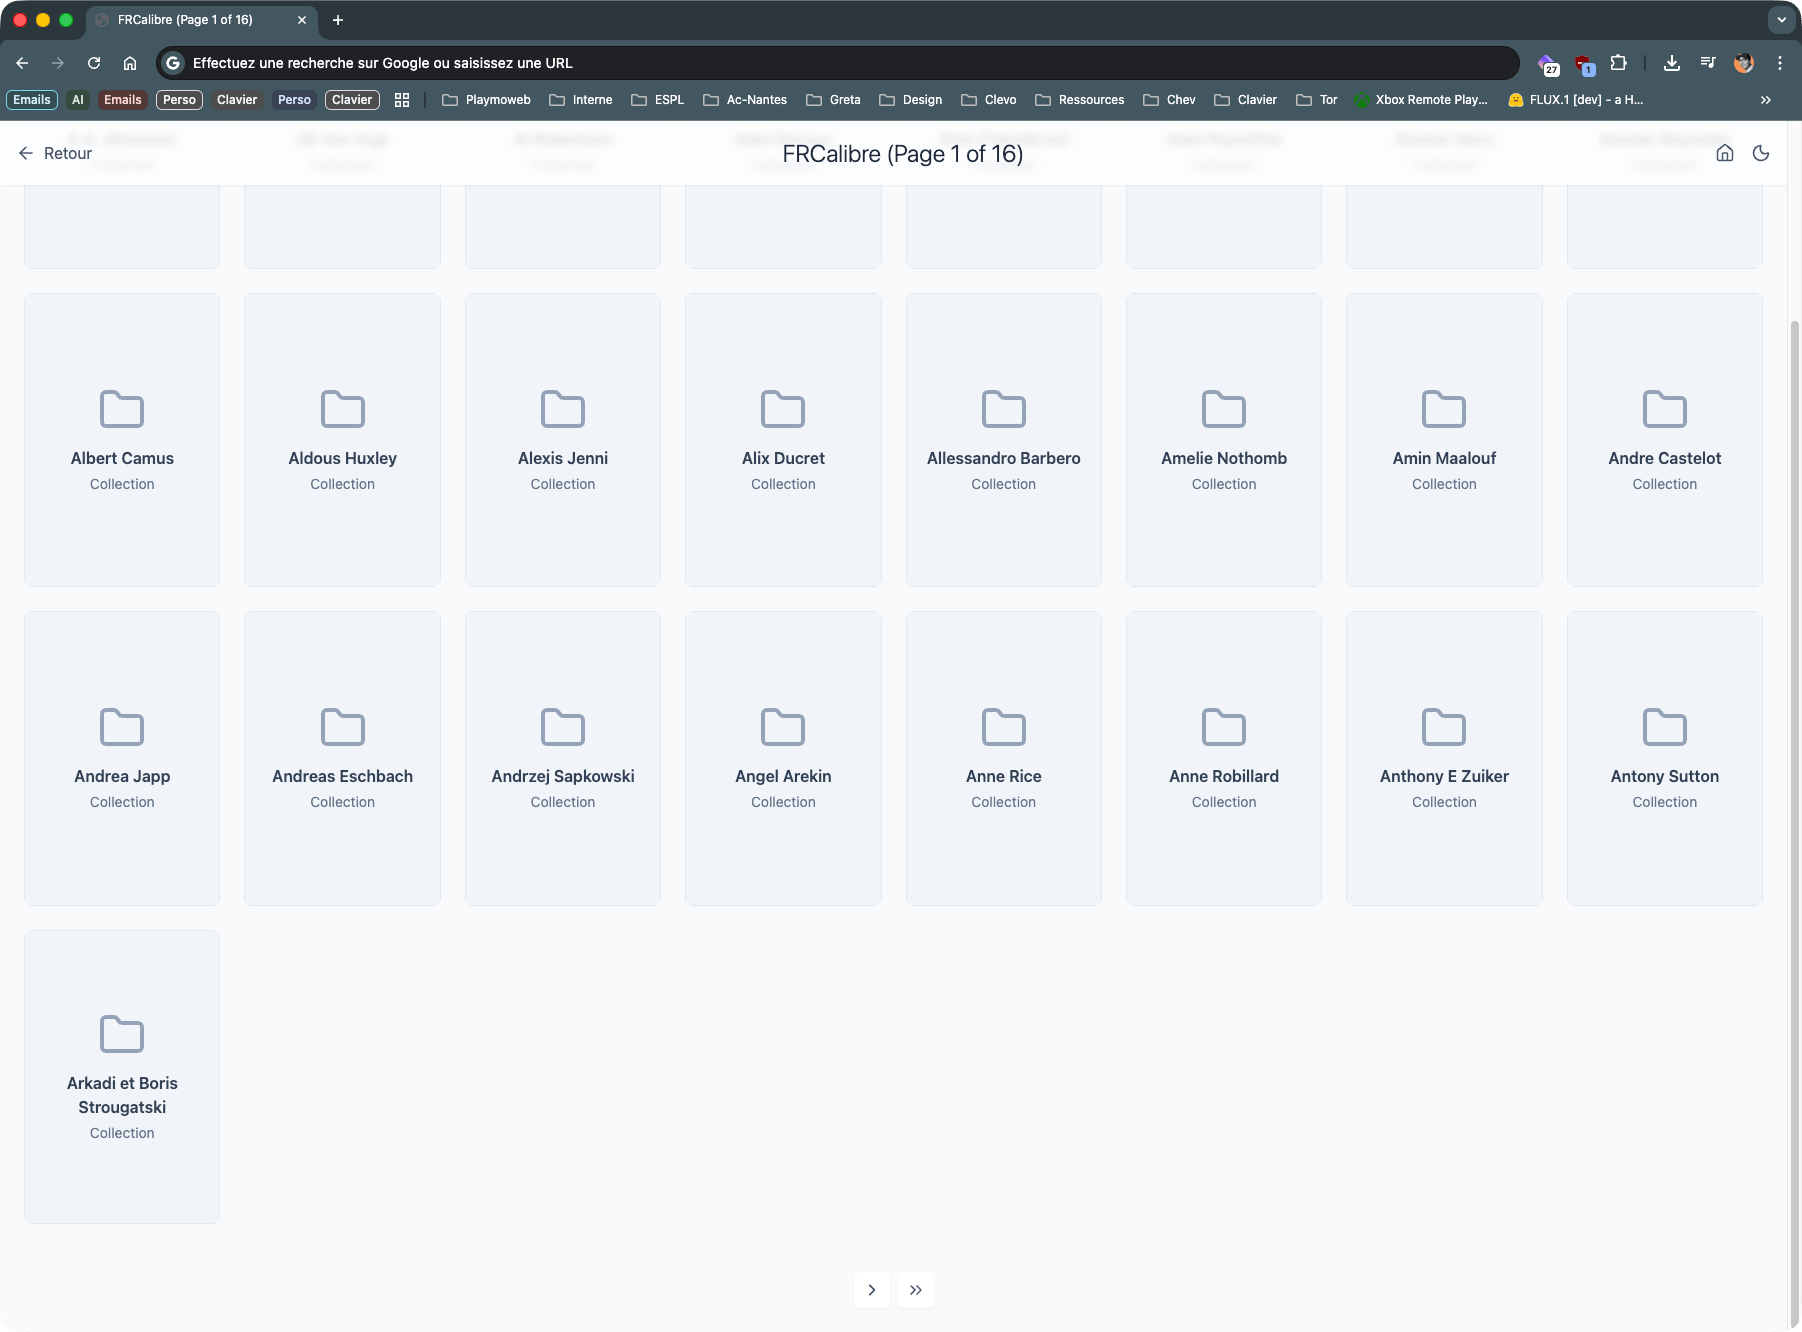 FRCalibre (Page 1 of 16)
Effectuez une recherche sur Google ou saisissez une URL
27
1
Emails AI Emails Perso Clavier Perso Clavier Playmoweb Interne ESPL Ac-Nantes Greta Design Clevo Ressources Chev Clavier Tor Xbox Remote Play... FLUX.1 [dev] - a H...
Retour
FRCalibre (Page 1 of 16)
Albert Camus
Collection
Aldous Huxley
Collection
Alexis Jenni
Collection
Alix Ducret
Collection
Allessandro Barbero
Collection
Amelie Nothomb
Collection
Amin Maalouf
Collection
Andre Castelot
Collection
Andrea Japp
Collection
Andreas Eschbach
Collection
Andrzej Sapkowski
Collection
Angel Arekin
Collection
Anne Rice
Collection
Anne Robillard
Collection
Anthony E Zuiker
Collection
Antony Sutton
Collection
Arkadi et Boris
Strougatski
Collection